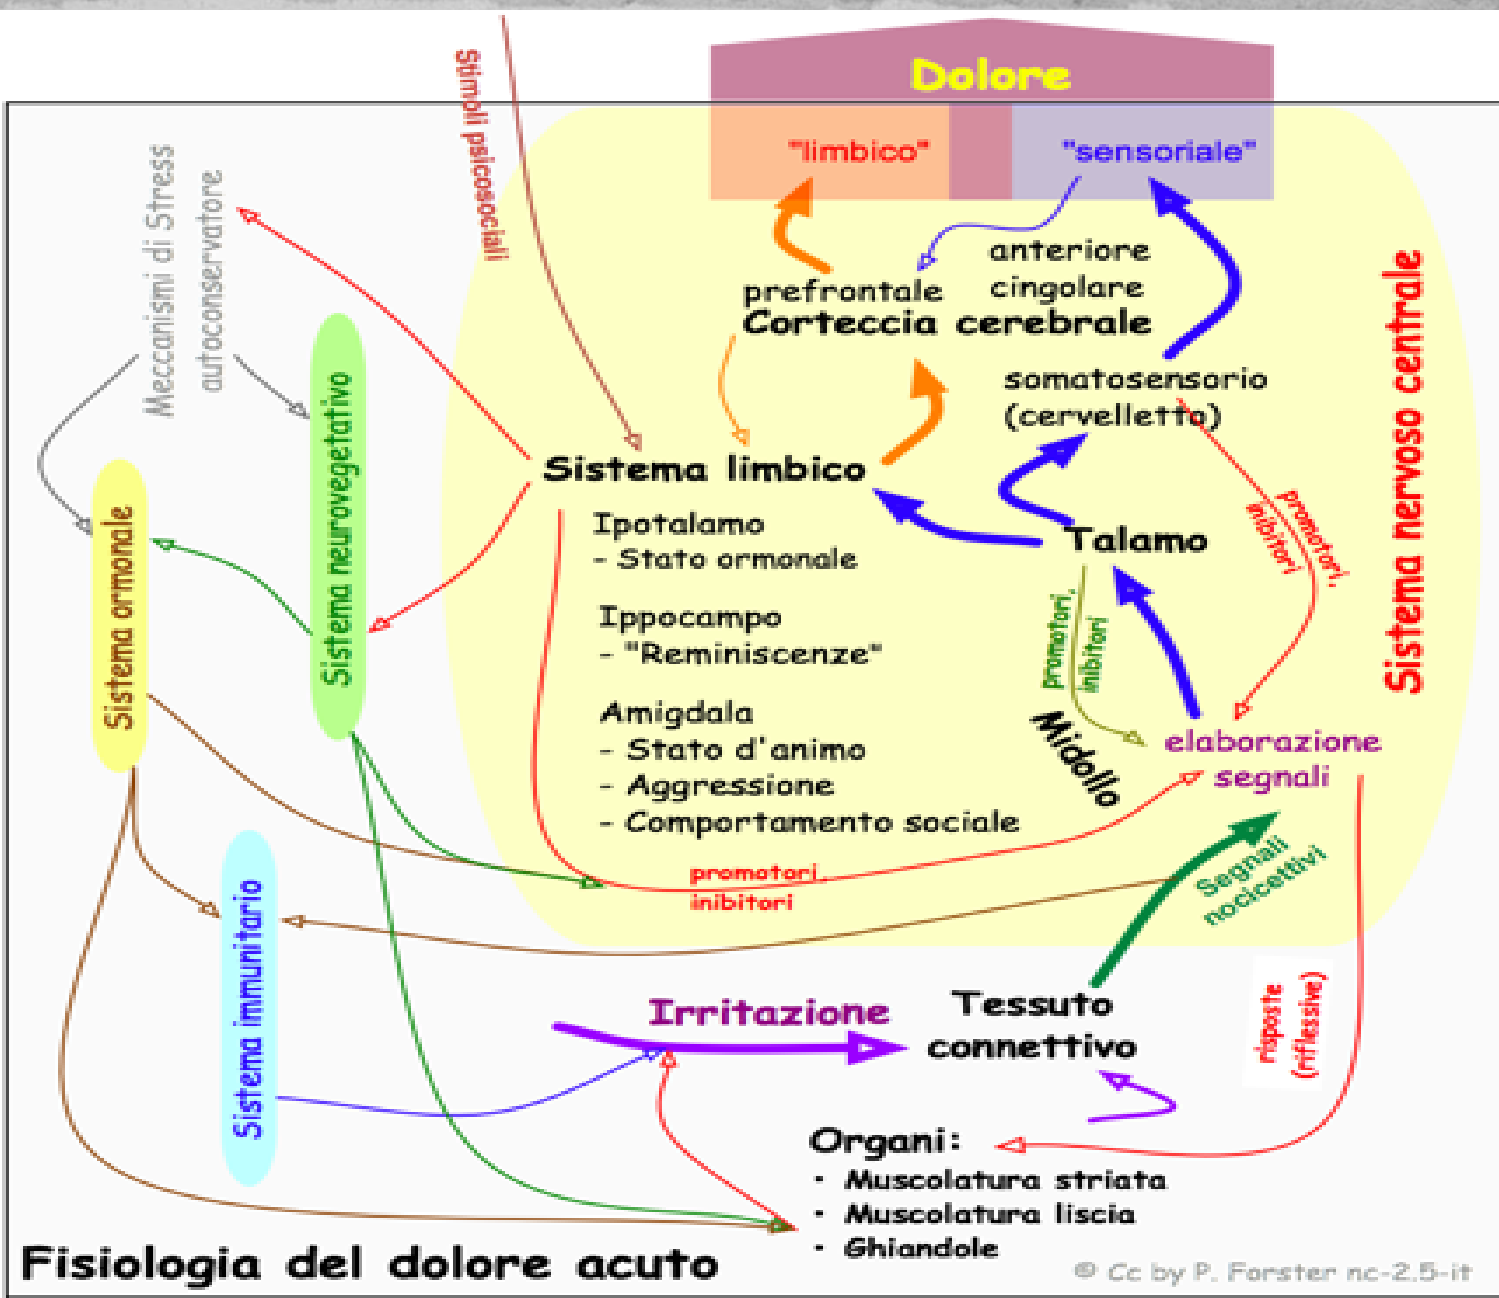 Dolore
"limbico"
"sensoriale"
Stimoli psicosociali
Meccanismi di Stress
autoconservatore
prefrontale
anteriore
cingolare
Corteccia cerebrale
somatosensorio
(cervelletto)
Sistema nervoso centrale
Sistema limbico
Ipotalamo
- Stato ormonale
Ippocampo
- "Reminiscenze"
Amigdala
- Stato d'animo
- Aggressione
- Comportamento sociale
Talamo
promotori,
inibitori
promotori,
inibitori
Midollo
elaborazione
segnali
promotori,
inibitori
Segnali
nocicettivi
Sistema ormonale
Sistema neurovegetativo
Sistema immunitario
Irritazione
Tessuto
connettivo
risposte
(riflessive)
Organi:
· Muscolatura striata
· Muscolatura liscia
· Ghiandole
Fisiologia del dolore acuto
© Cc by P. Forster nc-2.5-it